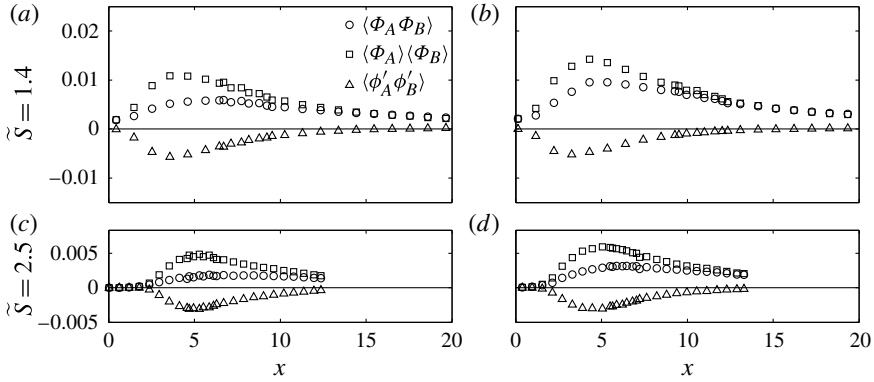 (a)
(b)
0.02
0.01
0
−0.01
S̃ = 1.4
⟨Φ_A Φ_B⟩
⟨Φ_A⟩⟨Φ_B⟩
⟨ϕ′_A ϕ′_B⟩
(c)
(d)
0.005
0
−0.005
S̃ = 2.5
0 5 10 15 20
0 5 10 15 20
x
x